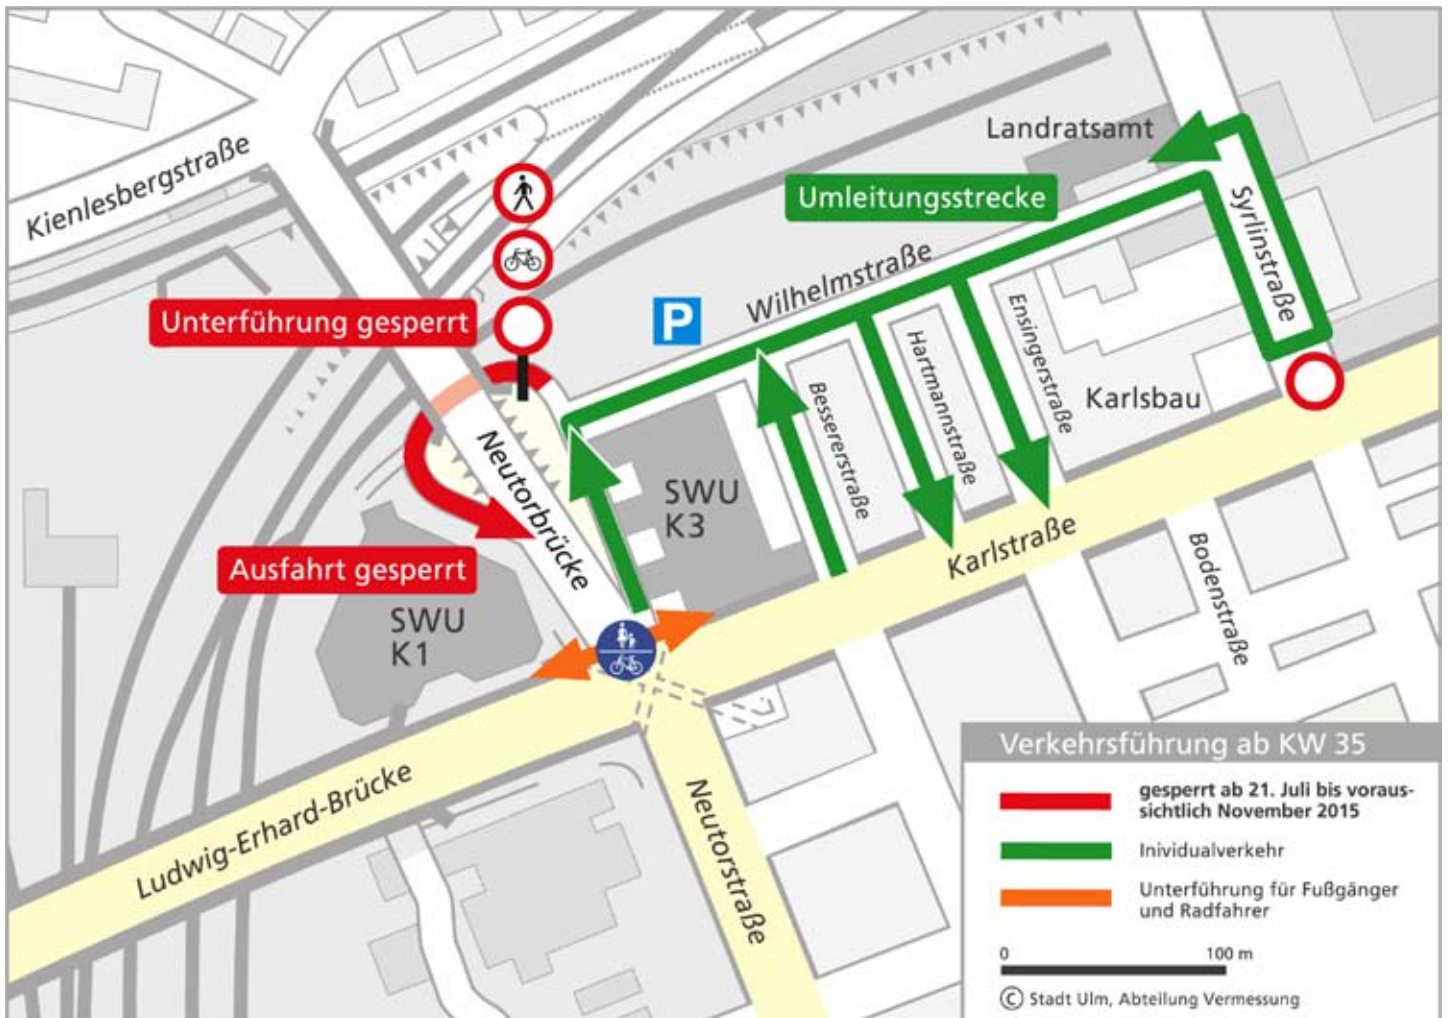 Kienlesbergstraße
Landratsamt
Umleitungsstrecke
Syrlinstraße
Wilhelmstraße
P
Unterführung gesperrt
Ensingerstraße
Hartmannstraße
Bessererstraße
Karlsbau
Neutorbrücke
SWU
K3
Karlstraße
Ausfahrt gesperrt
SWU
K1
Bodenstraße
Ludwig-Erhard-Brücke
Neutorstraße
Verkehrsführung ab KW 35
gesperrt ab 21. Juli bis voraus-
sichtlich November 2015
Inividualverkehr
Unterführung für Fußgänger
und Radfahrer
0 100 m
© Stadt Ulm, Abteilung Vermessung